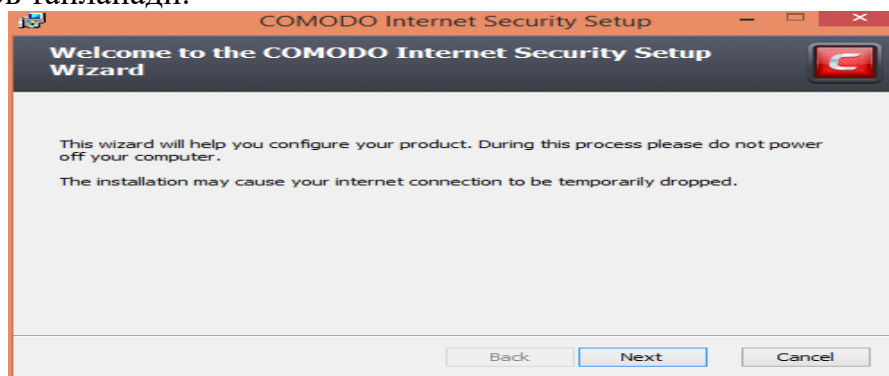 танланади.
COMODO Internet Security Setup
Welcome to the COMODO Internet Security Setup
Wizard
This wizard will help you configure your product. During this process please do not power
off your computer.
The installation may cause your internet connection to be temporarily dropped.
Back Next Cancel